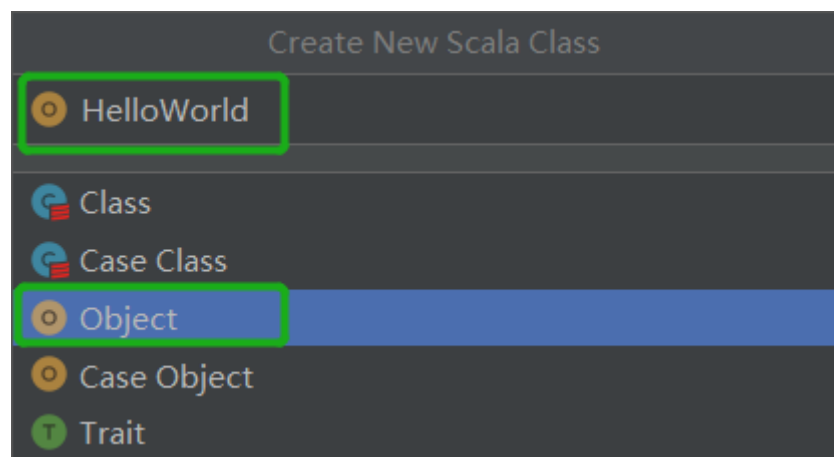 Create New Scala Class
O HelloWorld
C Class
C Case Class
O Object
O Case Object
T Trait